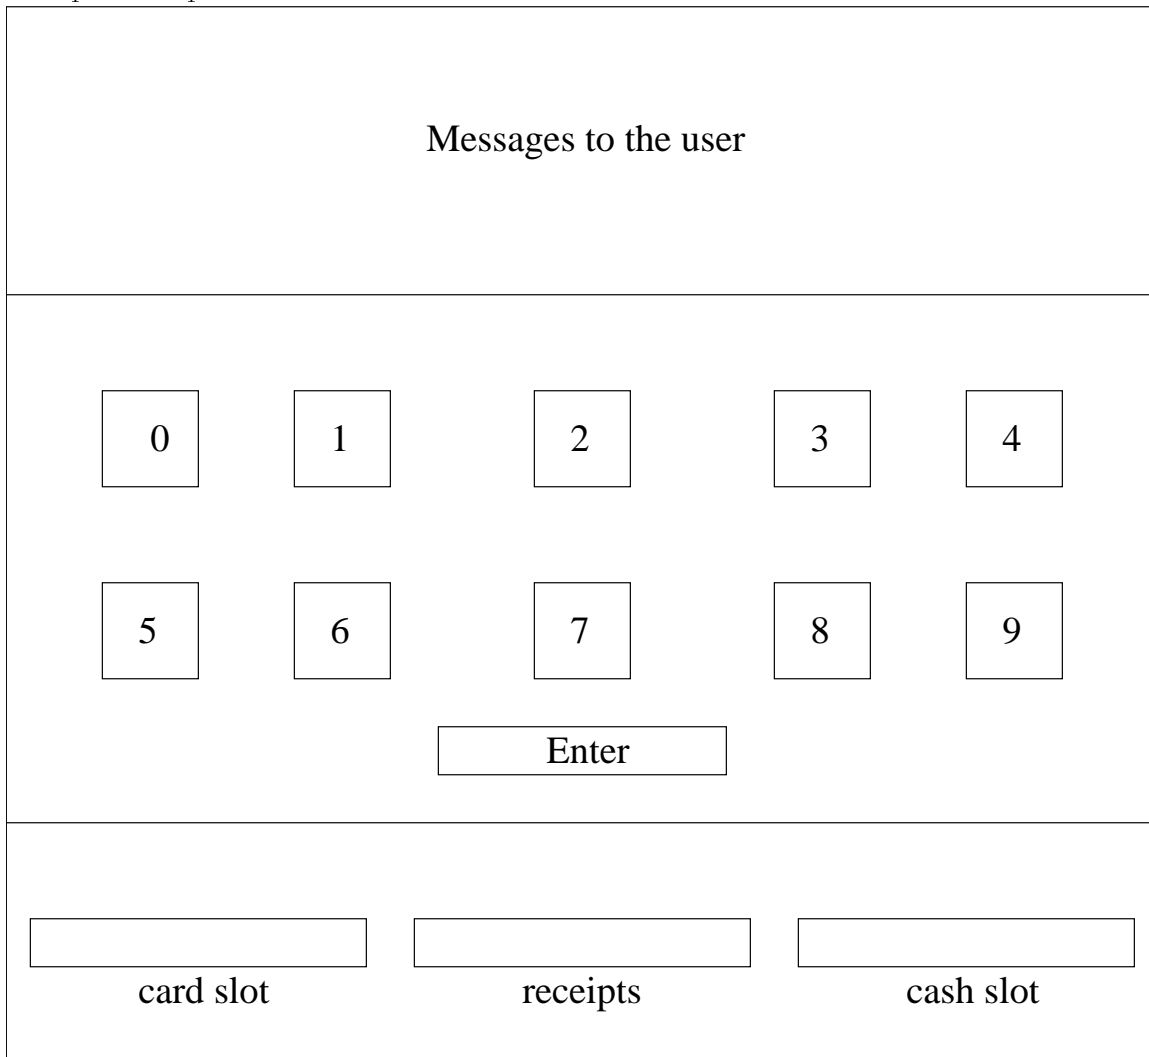 Messages to the user
0 1 2 3 4
5 6 7 8 9
Enter
card slot receipts cash slot